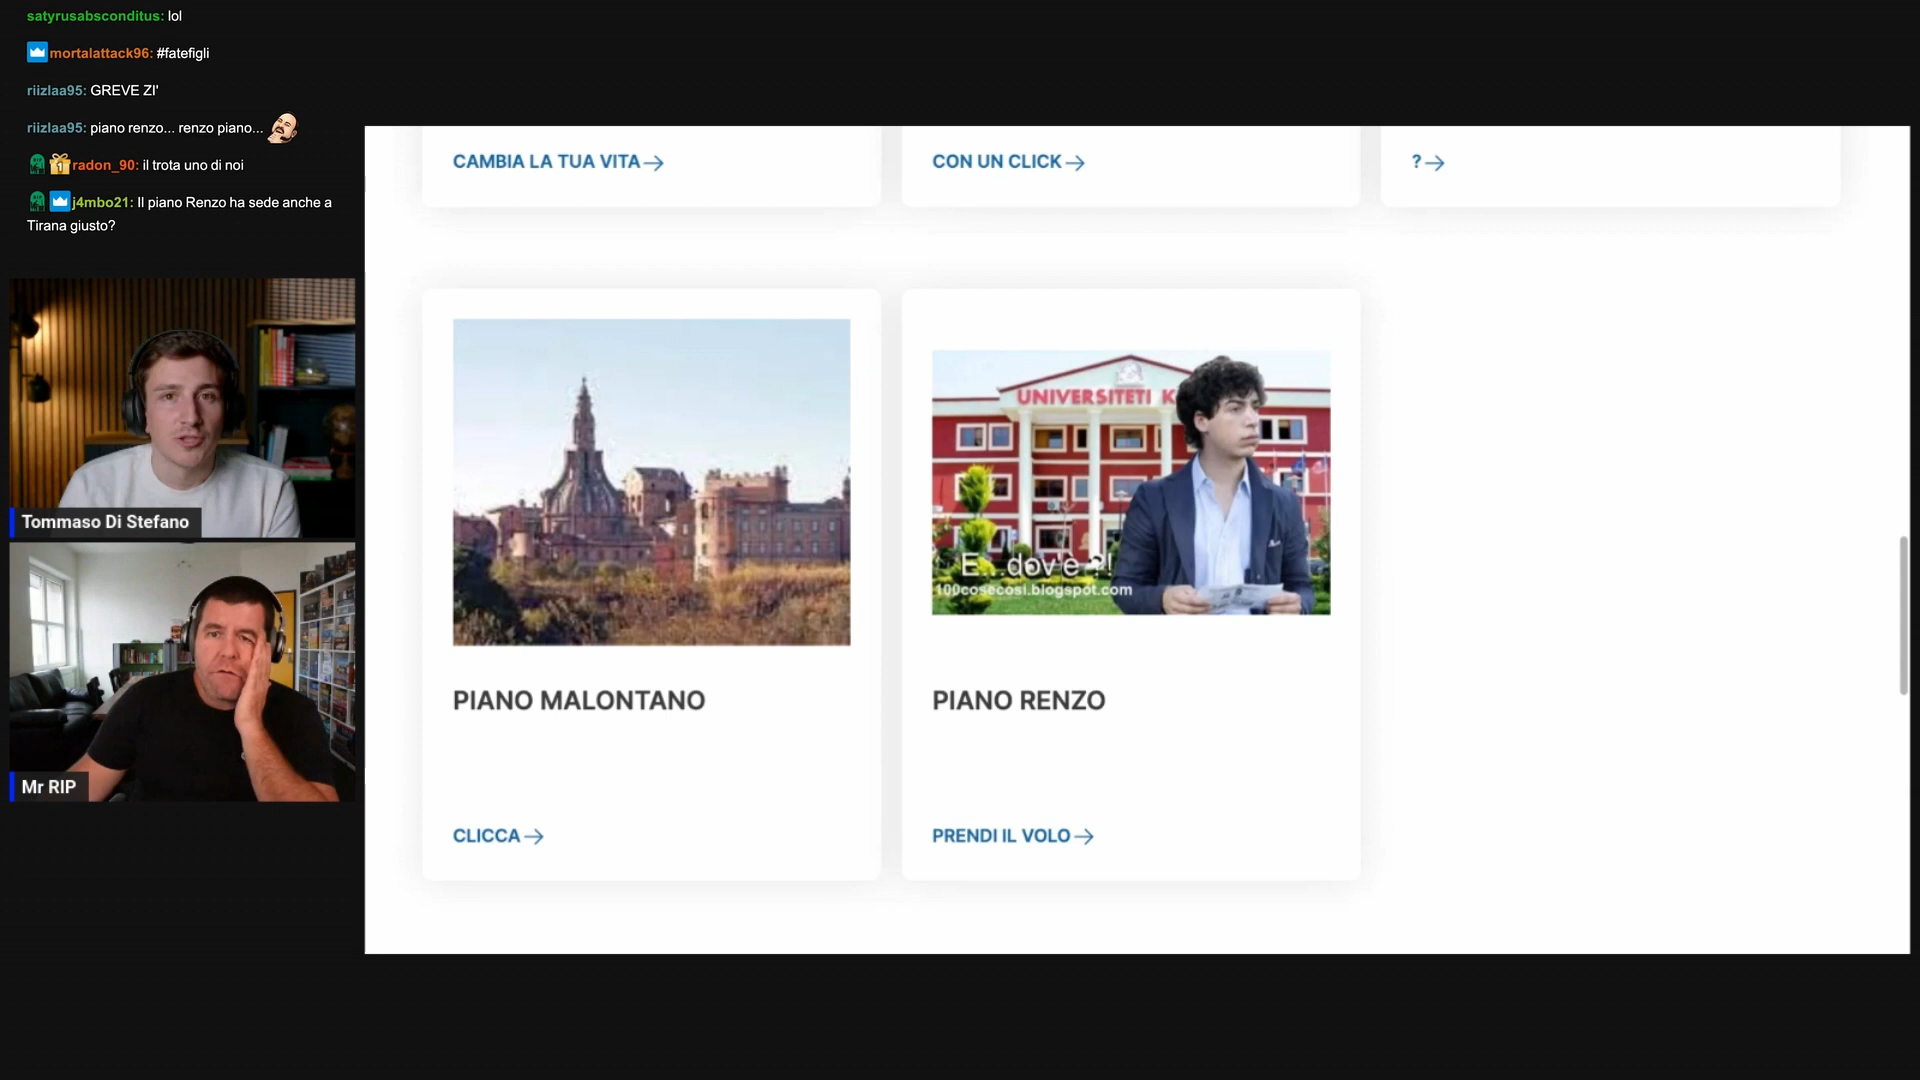 satyrusabsconditus: lol
mortalattack96: #fatefigli
riizlaa95: GREVE ZI'
riizlaa95: piano renzo... renzo piano...
1 radon_90: il trota uno di noi
j4mbo21: Il piano Renzo ha sede anche a
Tirana giusto?
CAMBIA LA TUA VITA
CON UN CLICK
?
UNIVERSITETI K
E...dov'è ?!
100cosecosi.blogspot.com
Tommaso Di Stefano
PIANO MALONTANO
PIANO RENZO
Mr RIP
CLICCA
PRENDI IL VOLO